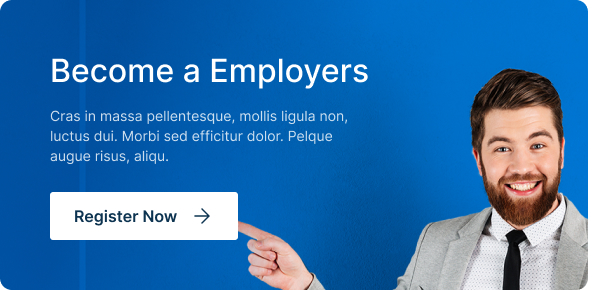 Become a Employers
Cras in massa pellentesque, mollis ligula non,
luctus dui. Morbi sed efficitur dolor. Pelque
augue risus, aliqu.
Register Now